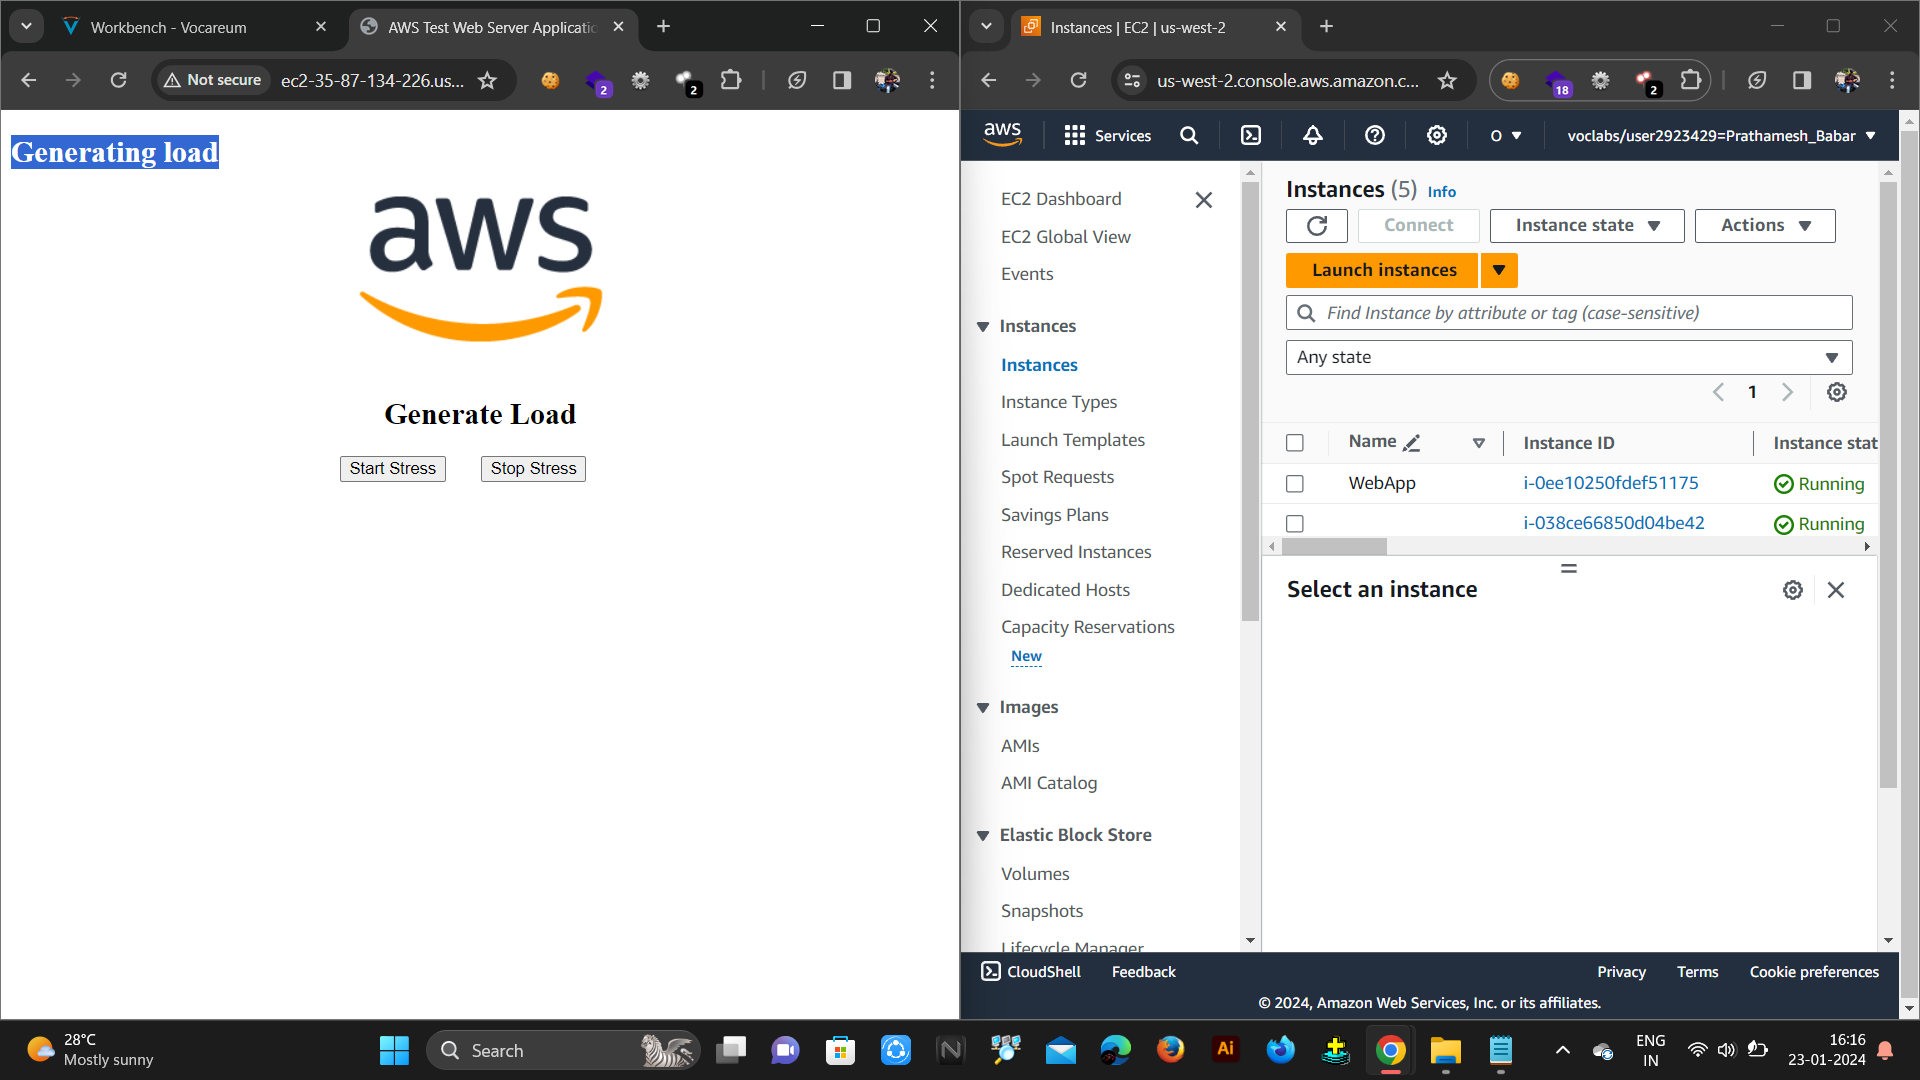 Workbench - Vocareum
AWS Test Web Server Applicatio
Not secure
ec2-35-87-134-226.us...
2
2
Generating load
aws
Generate Load
Start Stress
Stop Stress
Instances | EC2 | us-west-2
us-west-2.console.aws.amazon.c...
18
2
aws
Services
O
voclabs/user2923429=Prathamesh_Babar
EC2 Dashboard
EC2 Global View
Events
Instances
Instances
Instance Types
Launch Templates
Spot Requests
Savings Plans
Reserved Instances
Dedicated Hosts
Capacity Reservations
New
Images
AMIs
AMI Catalog
Elastic Block Store
Volumes
Snapshots
Lifecycle Manager
Instances (5) Info
Connect
Instance state
Actions
Launch instances
Find Instance by attribute or tag (case-sensitive)
Any state
1
Name
Instance ID
Instance stat
WebApp
i-0ee10250fdef51175
Running
i-038ce66850d04be42
Running
Select an instance
CloudShell
Feedback
Privacy
Terms
Cookie preferences
© 2024, Amazon Web Services, Inc. or its affiliates.
28°C
Mostly sunny
Search
Ai
ENG
IN
16:16
23-01-2024